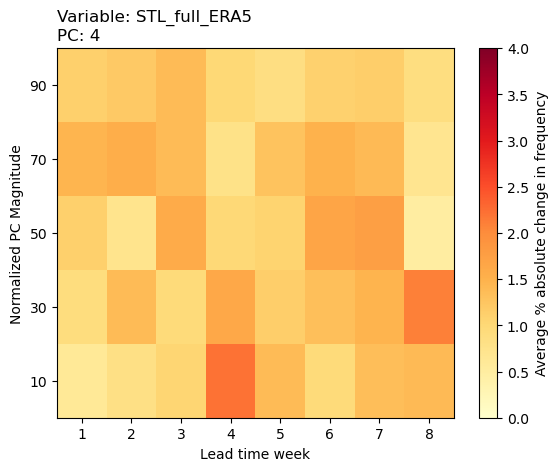 Variable: STL_full_ERA5
PC: 4
Normalized PC Magnitude
90
70
50
30
10
1 2 3 4 5 6 7 8
Lead time week
4.0
3.5
3.0
2.5
2.0
1.5
1.0
0.5
0.0
Average % absolute change in frequency